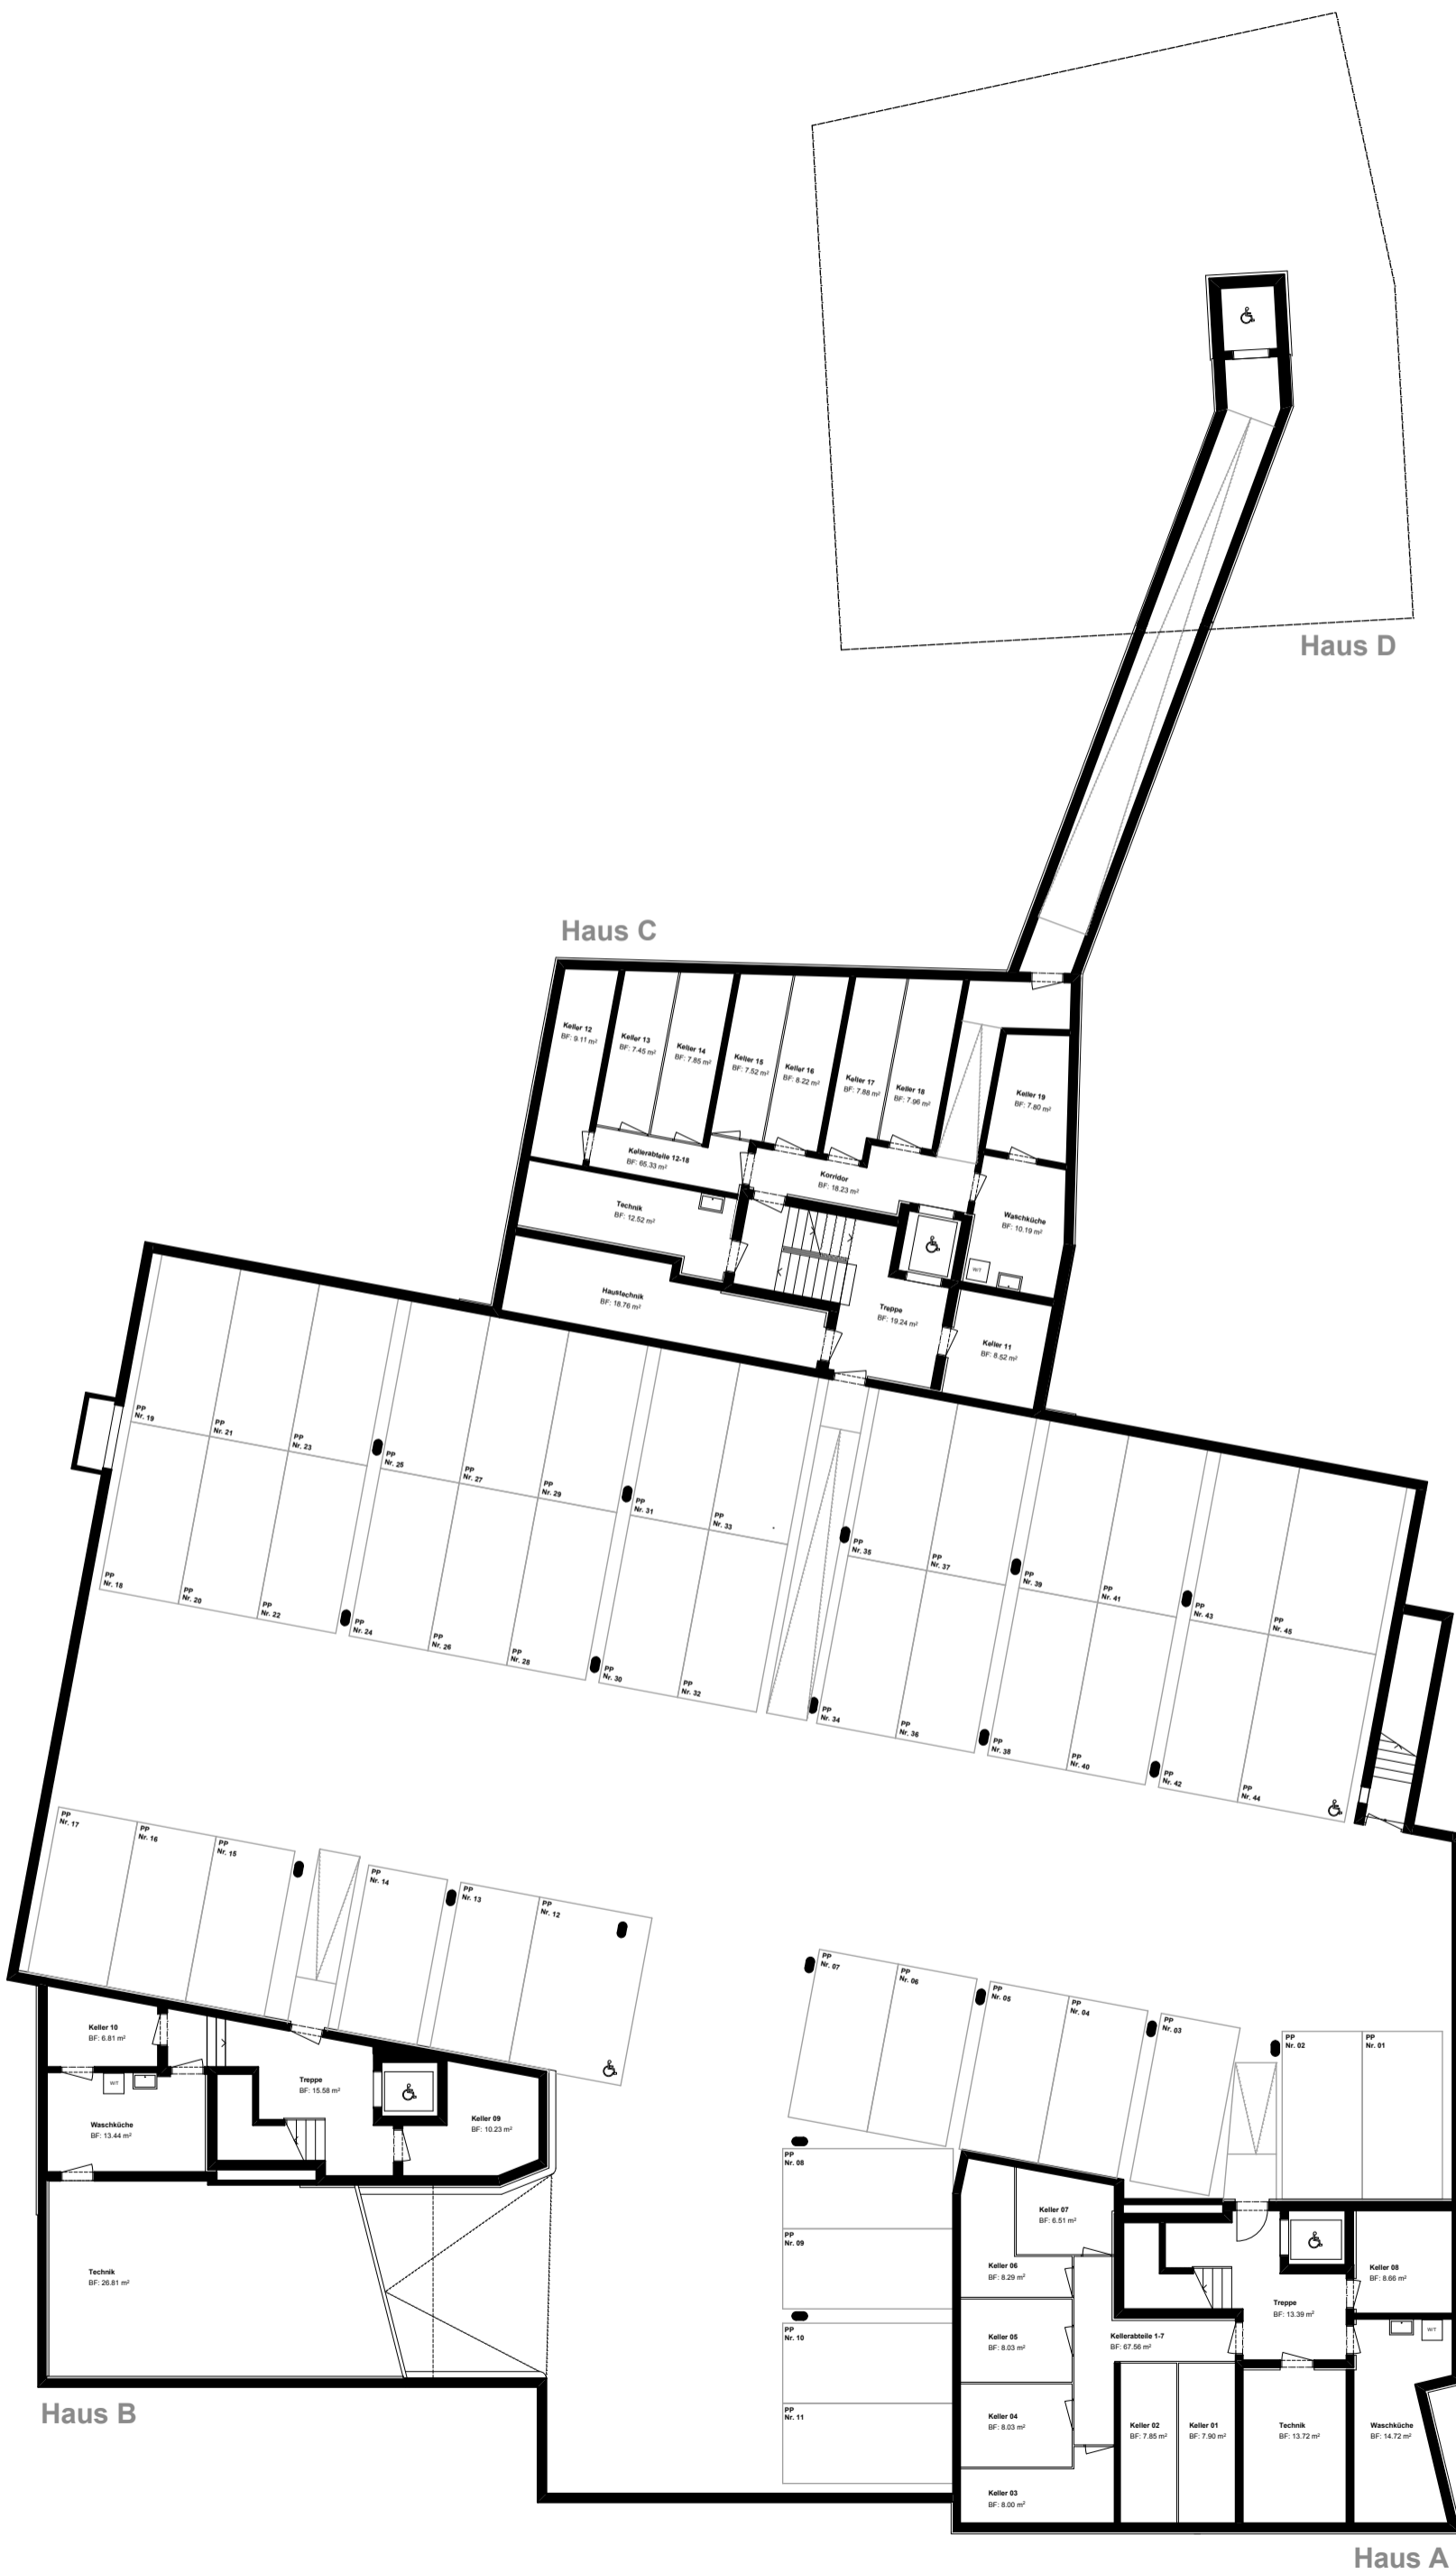 Haus D
Haus C
Keller 12
BF: 9.11 m²
Keller 13
BF: 7.45 m²
Keller 14
BF: 7.85 m²
Keller 15
BF: 7.52 m²
Keller 16
BF: 8.22 m²
Keller 17
BF: 7.88 m²
Keller 18
BF: 7.96 m²
Keller 19
BF: 7.80 m²
Kellerabteile 12-18
BF: 65.33 m²
Korridor
BF: 18.23 m²
Technik
BF: 12.52 m²
Waschküche
BF: 10.19 m²
WT
Haustechnik
BF: 18.76 m²
Treppe
BF: 19.24 m²
Keller 11
BF: 8.52 m²
PP
Nr. 19
PP
Nr. 21
PP
Nr. 23
PP
Nr. 25
PP
Nr. 27
PP
Nr. 29
PP
Nr. 31
PP
Nr. 33
PP
Nr. 35
PP
Nr. 37
PP
Nr. 39
PP
Nr. 41
PP
Nr. 43
PP
Nr. 45
PP
Nr. 18
PP
Nr. 20
PP
Nr. 22
PP
Nr. 24
PP
Nr. 26
PP
Nr. 28
PP
Nr. 30
PP
Nr. 32
PP
Nr. 34
PP
Nr. 36
PP
Nr. 38
PP
Nr. 40
PP
Nr. 42
PP
Nr. 44
PP
Nr. 17
PP
Nr. 16
PP
Nr. 15
PP
Nr. 14
PP
Nr. 13
PP
Nr. 12
PP
Nr. 07
PP
Nr. 06
PP
Nr. 05
PP
Nr. 04
PP
Nr. 03
PP
Nr. 02
PP
Nr. 01
Keller 10
BF: 6.81 m²
WT
Waschküche
BF: 13.44 m²
Treppe
BF: 15.58 m²
Keller 09
BF: 10.23 m²
Technik
BF: 26.81 m²
Haus B
PP
Nr. 08
PP
Nr. 09
PP
Nr. 10
PP
Nr. 11
Keller 07
BF: 6.51 m²
Keller 06
BF: 8.29 m²
Keller 05
BF: 8.03 m²
Keller 04
BF: 8.03 m²
Keller 03
BF: 8.00 m²
Kellerabteile 1-7
BF: 67.56 m²
Keller 02
BF: 7.85 m²
Keller 01
BF: 7.90 m²
Treppe
BF: 13.39 m²
Keller 08
BF: 8.66 m²
WT
Technik
BF: 13.72 m²
Waschküche
BF: 14.72 m²
Haus A